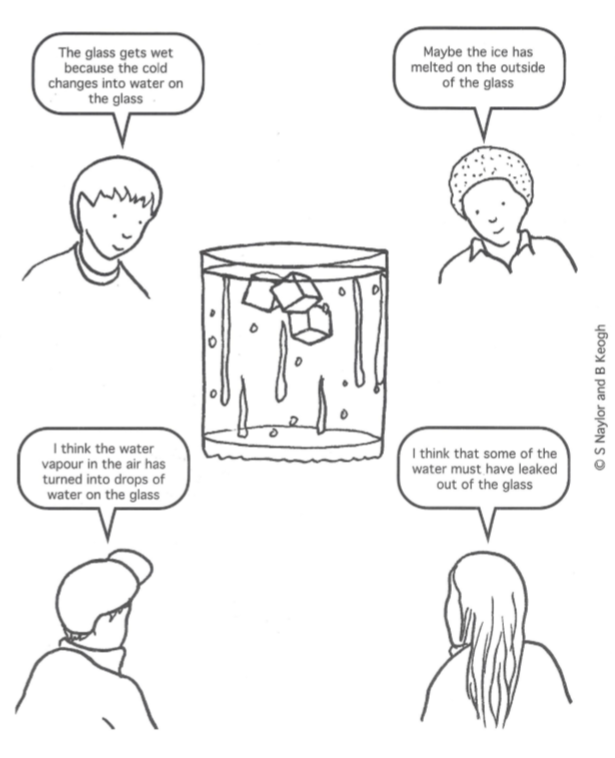 The glass gets wet
because the cold
changes into water on
the glass
Maybe the ice has
melted on the outside
of the glass
I think the water
vapour in the air has
turned into drops of
water on the glass
I think that some of the
water must have leaked
out of the glass
© S Naylor and B Keogh